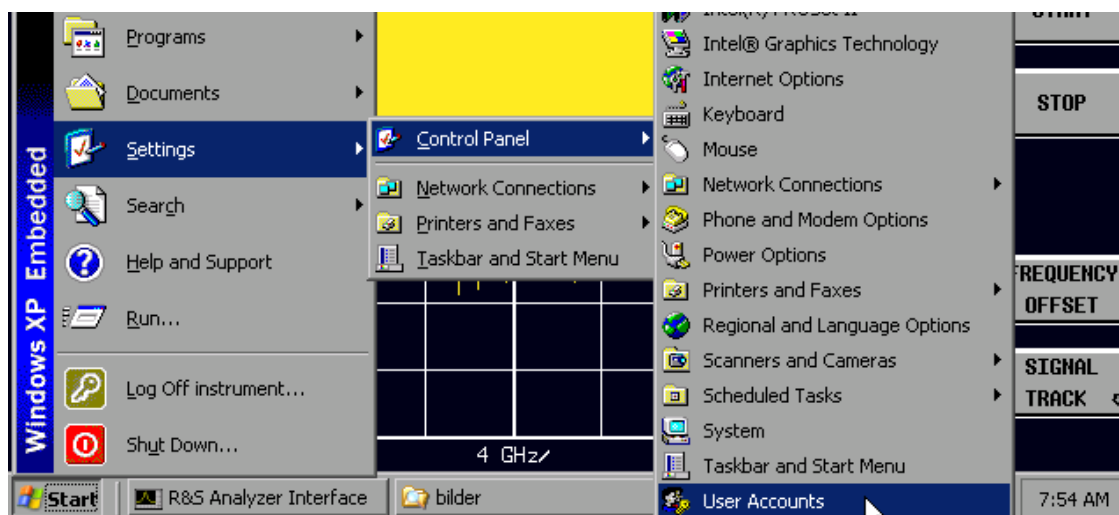 Windows XP Embedded
Programs
Documents
Settings
Search
Help and Support
Run...
Log Off instrument...
Shut Down...
Control Panel
Network Connections
Printers and Faxes
Taskbar and Start Menu
Intel® Graphics Technology
Internet Options
Keyboard
Mouse
Network Connections
Phone and Modem Options
Power Options
Printers and Faxes
Regional and Language Options
Scanners and Cameras
Scheduled Tasks
System
Taskbar and Start Menu
User Accounts
STOP
FREQUENCY
OFFSET
SIGNAL
TRACK
4 GHz/
Start
R&S Analyzer Interface
bilder
7:54 AM